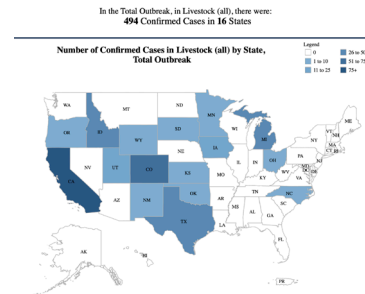 In the Total Outbreak, in Livestock (all), there were:
494 Confirmed Cases in 16 States
Number of Confirmed Cases in Livestock (all) by State,
Total Outbreak
Legend
0
26 to 50
1 to 10
51 to 75
11 to 25
75+
WA
MT
ND
MN
ME
OR
ID
SD
WI
MI
VT
NH
NY
WY
IA
MA
CT
RI
NE
PA
NJ
NV
UT
CO
IL
IN
OH
MD
DE
DC
CA
KS
MO
WV
VA
KY
AZ
NM
OK
AR
TN
NC
SC
MS
AL
GA
TX
LA
FL
AK
HI
PR